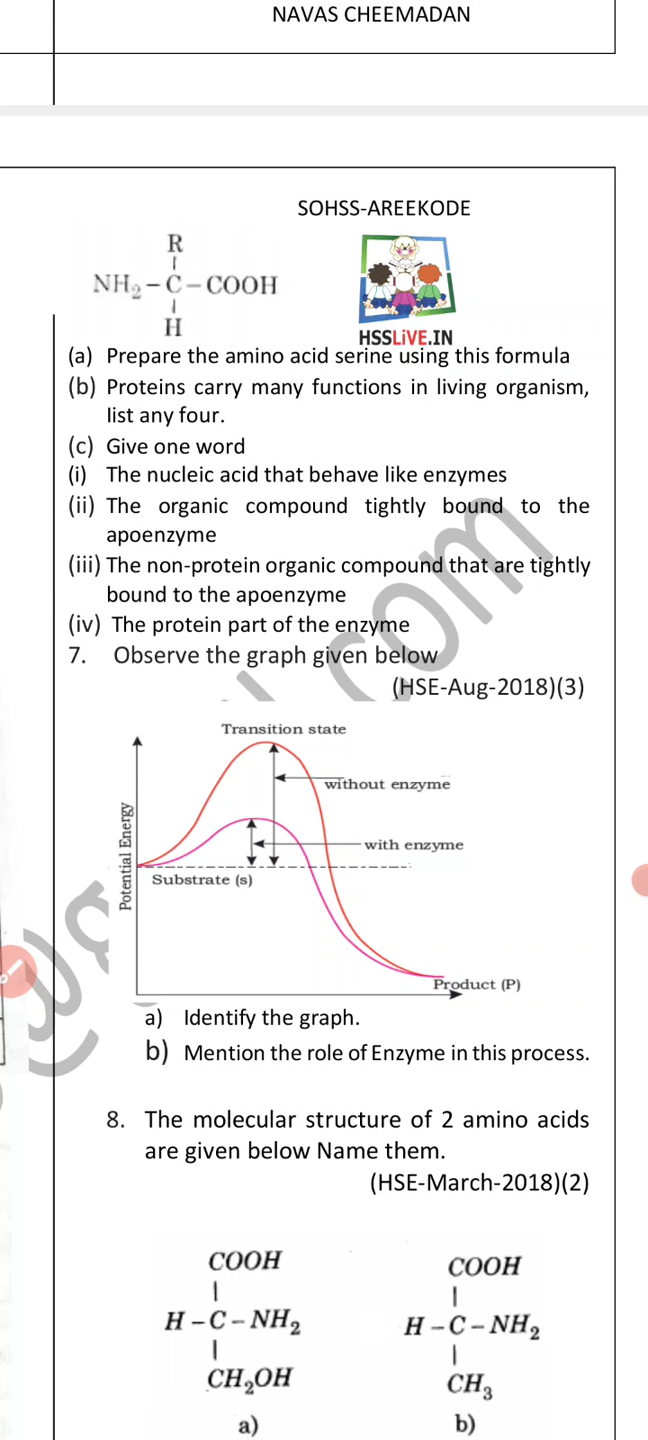 NAVAS CHEEMADAN
SOHSS-AREEKODE
R
NH₂ – C – COOH
H
HSSLiVE.IN
(a) Prepare the amino acid serine using this formula
(b) Proteins carry many functions in living organism,
list any four.
(c) Give one word
(i) The nucleic acid that behave like enzymes
(ii) The organic compound tightly bound to the
apoenzyme
(iii) The non-protein organic compound that are tightly
bound to the apoenzyme
(iv) The protein part of the enzyme
7. Observe the graph given below
(HSE-Aug-2018)(3)
Transition state
without enzyme
with enzyme
Potential Energy
Substrate (s)
Product (P)
a) Identify the graph.
b) Mention the role of Enzyme in this process.
8. The molecular structure of 2 amino acids
are given below Name them.
(HSE-March-2018)(2)
COOH
H – C – NH₂
CH₂OH
a)
COOH
H – C – NH₂
CH₃
b)